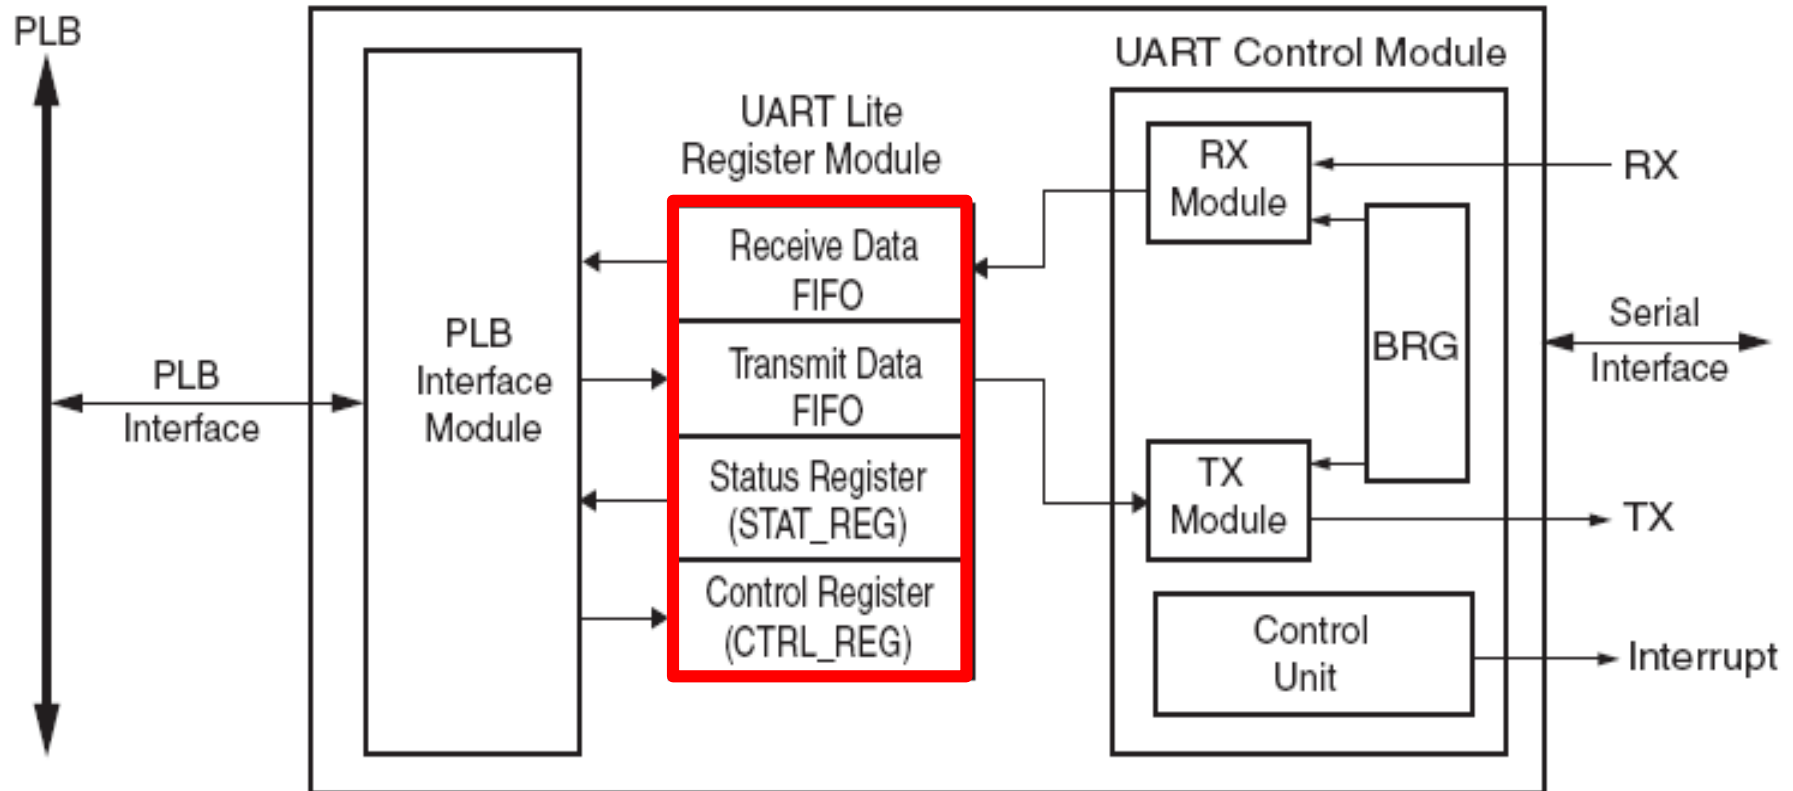 PLB
PLB
Interface
PLB
Interface
Module
UART Lite
Register Module
Receive Data
FIFO
Transmit Data
FIFO
Status Register
(STAT_REG)
Control Register
(CTRL_REG)
UART Control Module
RX
Module
BRG
TX
Module
Control
Unit
RX
Serial
Interface
TX
Interrupt